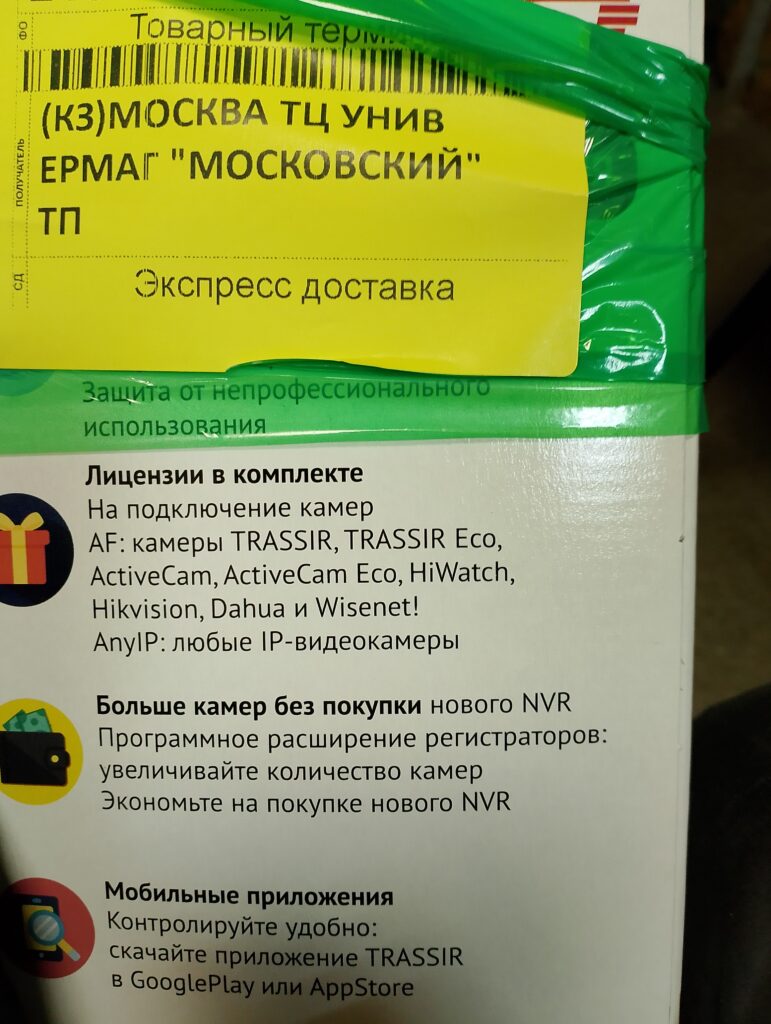 ФО
Товарный
ПОЛУЧАТЕЛЬ
(КЗ)МОСКВА ТЦ УНИВ
ЕРМАГ "МОСКОВСКИЙ"
ТП
СД
Экспресс доставка
Защита от непрофессионального
использования
Лицензии в комплекте
На подключение камер
AF: камеры TRASSIR, TRASSIR Eco,
ActiveCam, ActiveCam Eco, HiWatch,
Hikvision, Dahua и Wisenet!
AnyIP: любые IP-видеокамеры
Больше камер без покупки нового NVR
Программное расширение регистраторов:
увеличивайте количество камер
Экономьте на покупке нового NVR
Мобильные приложения
Контролируйте удобно:
скачайте приложение TRASSIR
в GooglePlay или AppStore